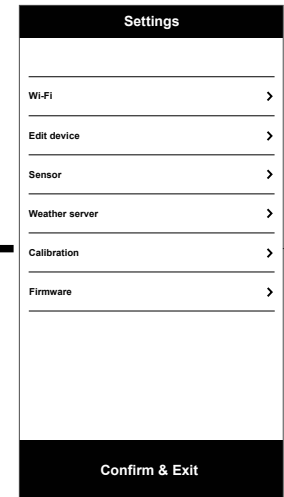 Settings
Wi-Fi
Edit device
Sensor
Weather server
Calibration
Firmware
Confirm & Exit